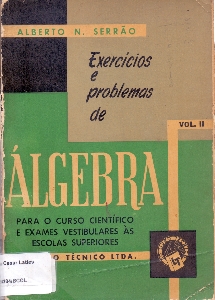 ALBERTO N. SERRÃO
Exercícios
e
problemas
de
VOL. II
ÁLGEBRA
PARA O CURSO CIENTÍFICO
E EXAMES VESTIBULARES ÀS
ESCOLAS SUPERIORES
O TÉCNICO LTDA.